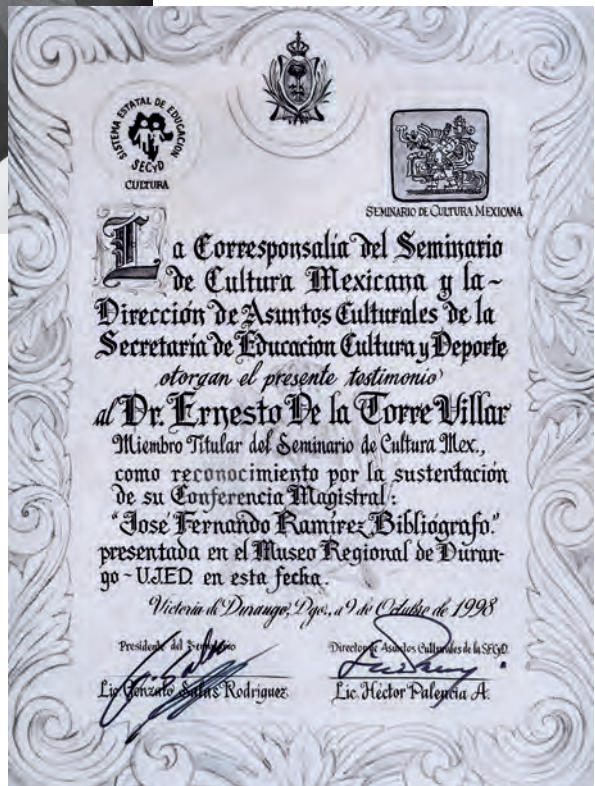 SISTEMA ESTATAL DE EDUCACION
SECyD
CULTURA
SEMINARIO DE CULTURA MEXICANA
La Corresponsalía del Seminario
de Cultura Mexicana y la~
Dirección de Asuntos Culturales de la
Secretaría de Educacion Cultura y Deporte
otorgan el presente testimonio
al Dr. Ernesto De la Torre Villar
Miembro Titular del Seminario de Cultura Mex.,
como reconocimiento por la sustentación
de su Conferencia Magistral:
"José Fernando Ramírez, Bibliógrafo."
presentada en el Museo Regional de Duran-
go ~ UJED. en esta fecha.
Victoria de Durango, Dgo., a 9 de Octubre de 1998
Presidente del Seminario
Director de Asuntos Culturales de la SECyD.
Lic. Gonzalo Salas Rodríguez
Lic. Héctor Palencia A.